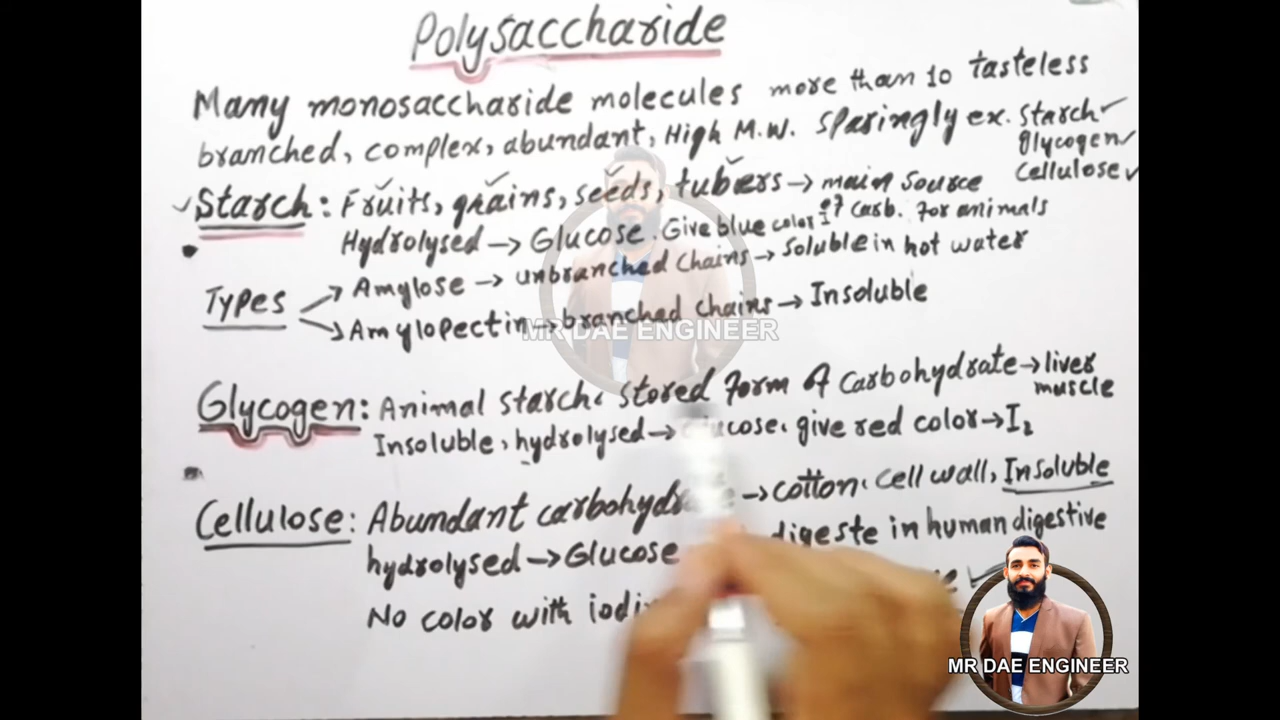 Polysaccharide
Many monosaccharide molecules more than 10 tasteless
branched, complex, abundant, High M.W. Sparingly ex. Starch
glycogen
Cellulose
Starch: Fruits, grains, seeds, tubers → main source
of carb. For animals
Hydrolysed → Glucose. Give blue color I
Types → Amylose → unbranched chains → Soluble in hot water
→ Amylopectin → branched chains → Insoluble
MR DAE ENGINEER
Glycogen: Animal starch, stored form of Carbohydrate → liver
muscle
Insoluble, hydrolysed → Glucose, give red color → I2
Cellulose: Abundant carbohydrate → cotton, cell wall, Insoluble
hydrolysed → Glucose digeste in human digestive
No color with
MR DAE ENGINEER